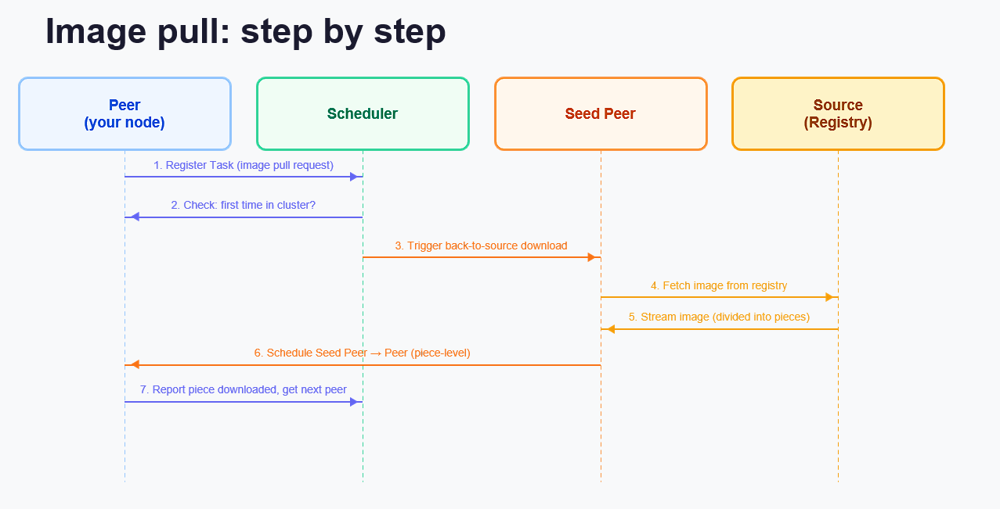 Image pull: step by step
Peer
(your node)
Scheduler
Seed Peer
Source
(Registry)
1. Register Task (image pull request)
2. Check: first time in cluster?
3. Trigger back-to-source download
4. Fetch image from registry
5. Stream image (divided into pieces)
6. Schedule Seed Peer → Peer (piece-level)
7. Report piece downloaded, get next peer